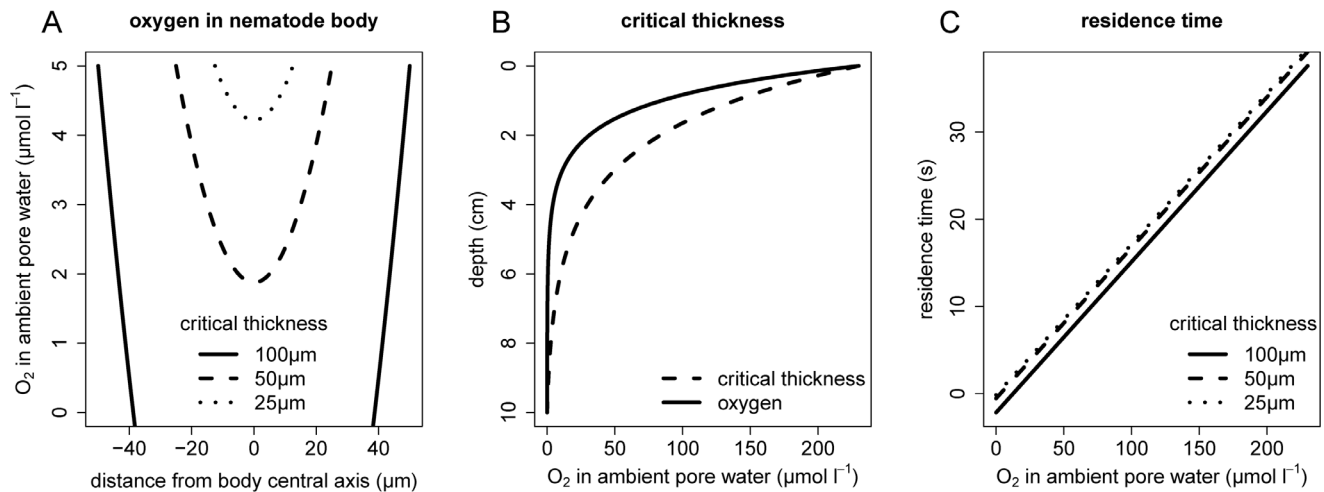 A oxygen in nematode body
O₂ in ambient pore water (µmol l⁻¹)
5
4
3
2
1
0
critical thickness
100µm
50µm
25µm
−40 −20 0 20 40
distance from body central axis (µm)
B critical thickness
depth (cm)
0
2
4
6
8
10
critical thickness
oxygen
0 50 100 150 200
O₂ in ambient pore water (µmol l⁻¹)
C residence time
residence time (s)
30
20
10
0
critical thickness
100µm
50µm
25µm
0 50 100 150 200
O₂ in ambient pore water (µmol l⁻¹)